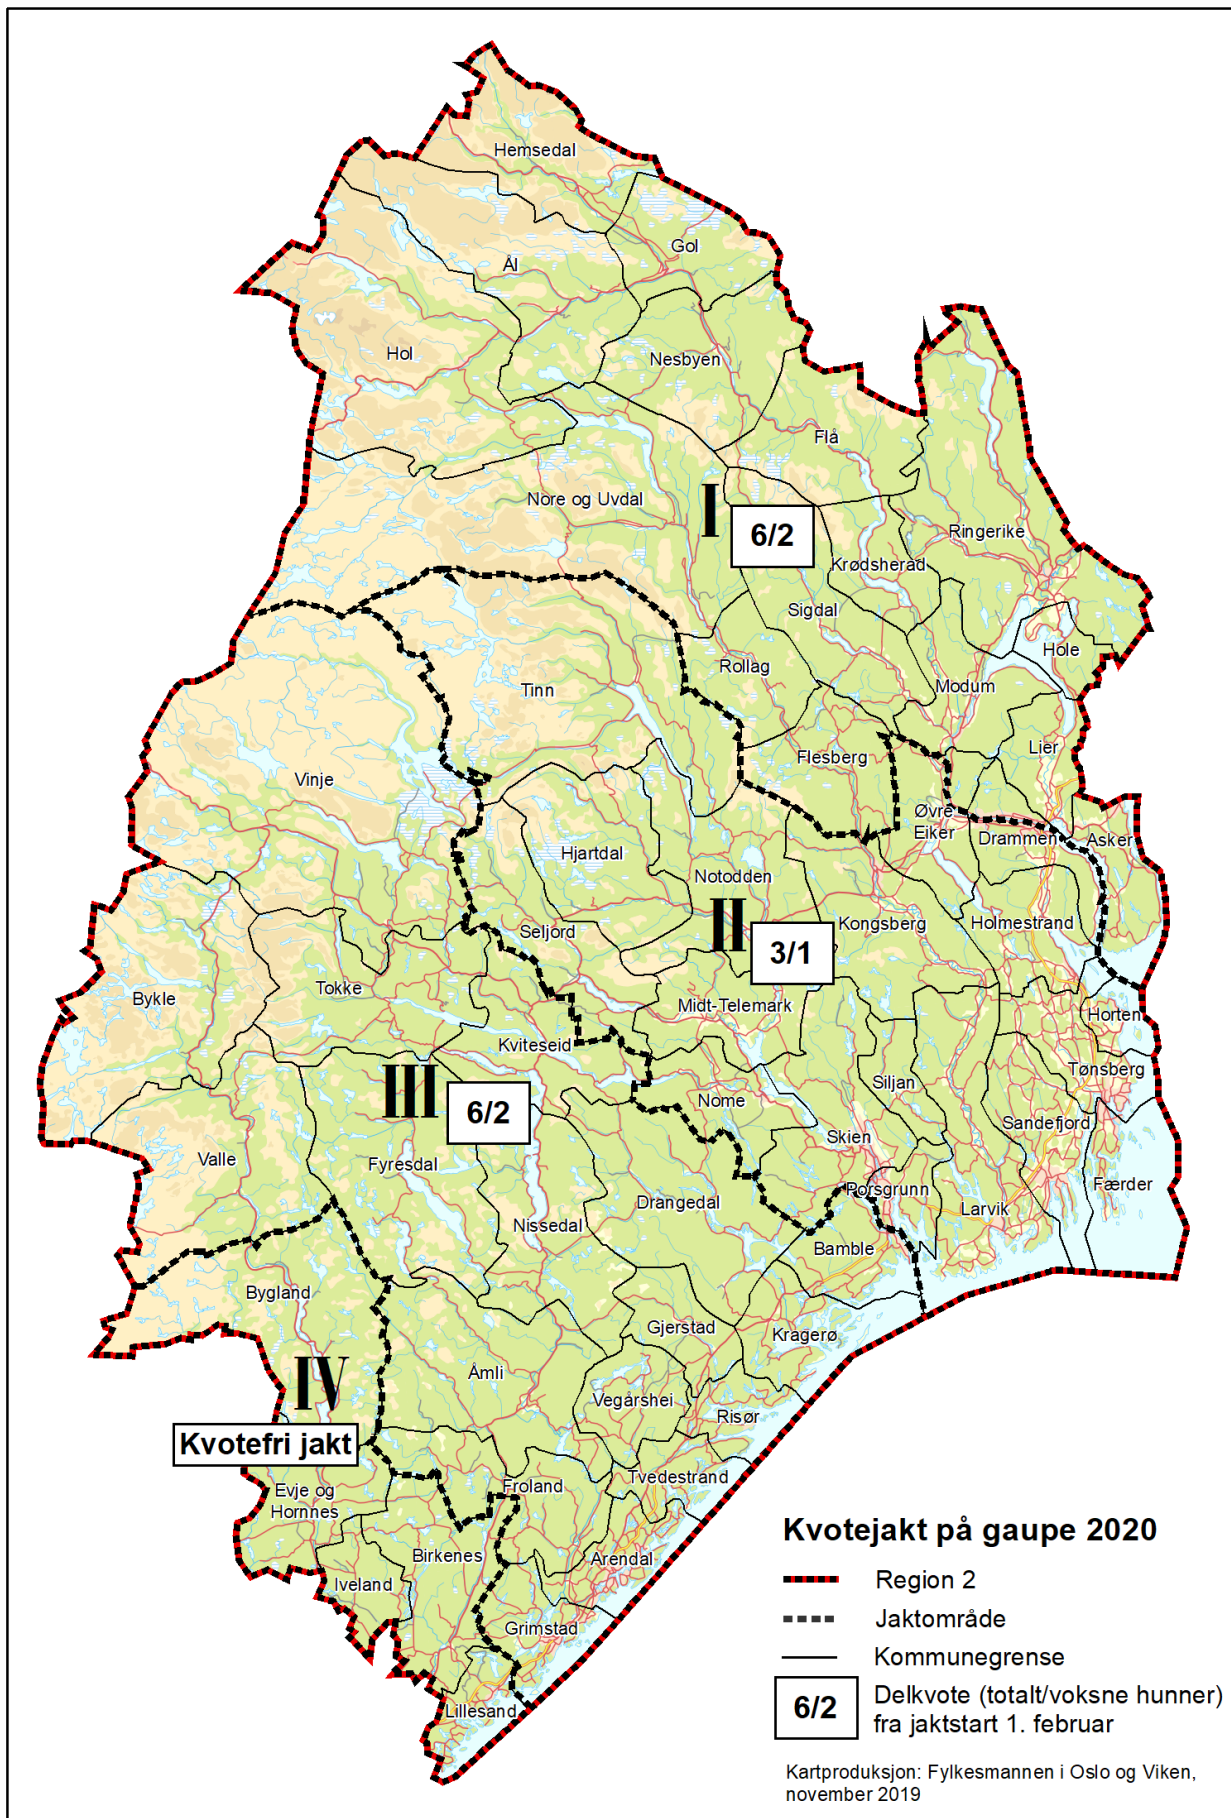 Hemsedal
Gol
Ål
Hol
Nesbyen
Flå
Nore og Uvdal
I
6/2
Ringerike
Krødsherad
Sigdal
Hole
Rollag
Tinn
Modum
Lier
Flesberg
Vinje
Øvre
Eiker
Drammen
Asker
Hjartdal
Notodden
II
3/1
Kongsberg
Holmestrand
Seljord
Tokke
Bykle
Midt-Telemark
Horten
Kviteseid
Tønsberg
III
6/2
Siljan
Nome
Sandefjord
Skien
Valle
Fyresdal
Færder
Porsgrunn
Drangedal
Larvik
Nissedal
Bamble
Bygland
Gjerstad
Kragerø
Åmli
IV
Vegårshei
Risør
Kvotefri jakt
Tvedestrand
Froland
Evje og
Hornnes
Birkenes
Arendal
Iveland
Grimstad
Lillesand
Kvotejakt på gaupe 2020
Region 2
Jaktområde
Kommunegrense
6/2
Delkvote (totalt/voksne hunner)
fra jaktstart 1. februar
Kartproduksjon: Fylkesmannen i Oslo og Viken,
november 2019